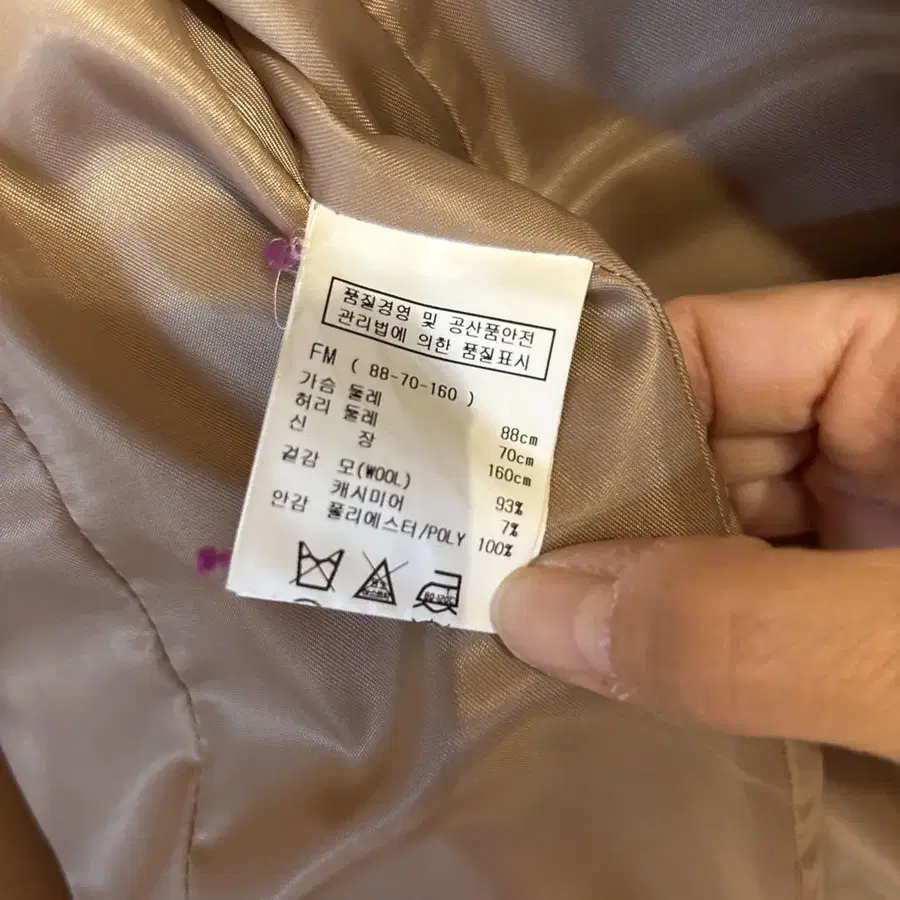 품질경영 및 공산품안전
관리법에 의한 품질표시
FM ( 88-70-160 )
가슴 둘레 88cm
허리 둘레 70cm
신 장 160cm
겉감 모(WOOL) 93%
캐시미어 7%
안감 폴리에스터/POLY 100%